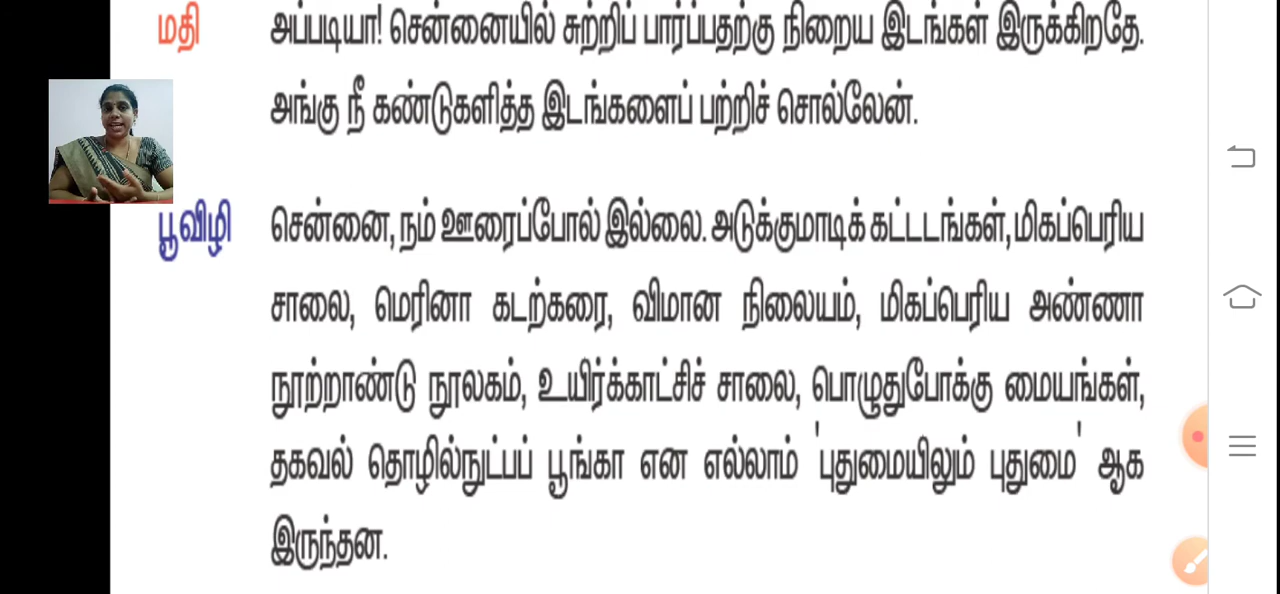 மதி அப்படியா! சென்னையில் சுற்றிப் பார்ப்பதற்கு நிறைய இடங்கள் இருக்கிறதே.
அங்கு நீ கண்டுகளித்த இடங்களைப் பற்றிச் சொல்லேன்.
பூவிழி சென்னை, நம் ஊரைப்போல் இல்லை. அடுக்குமாடிக் கட்டடங்கள், மிகப்பெரிய
சாலை, மெரினா கடற்கரை, விமான நிலையம், மிகப்பெரிய அண்ணா
நூற்றாண்டு நூலகம், உயிர்க்காட்சிச் சாலை, பொழுதுபோக்கு மையங்கள்,
தகவல் தொழில்நுட்பப் பூங்கா என எல்லாம் 'புதுமையிலும் புதுமை' ஆக
இருந்தன.